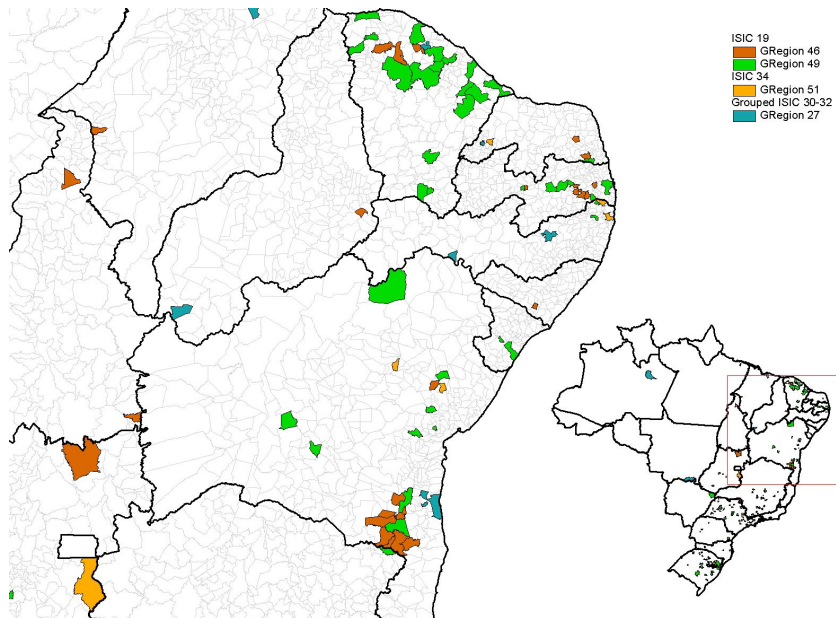 ISIC 19
GRegion 46
GRegion 49
ISIC 34
GRegion 51
Grouped ISIC 30-32
GRegion 27